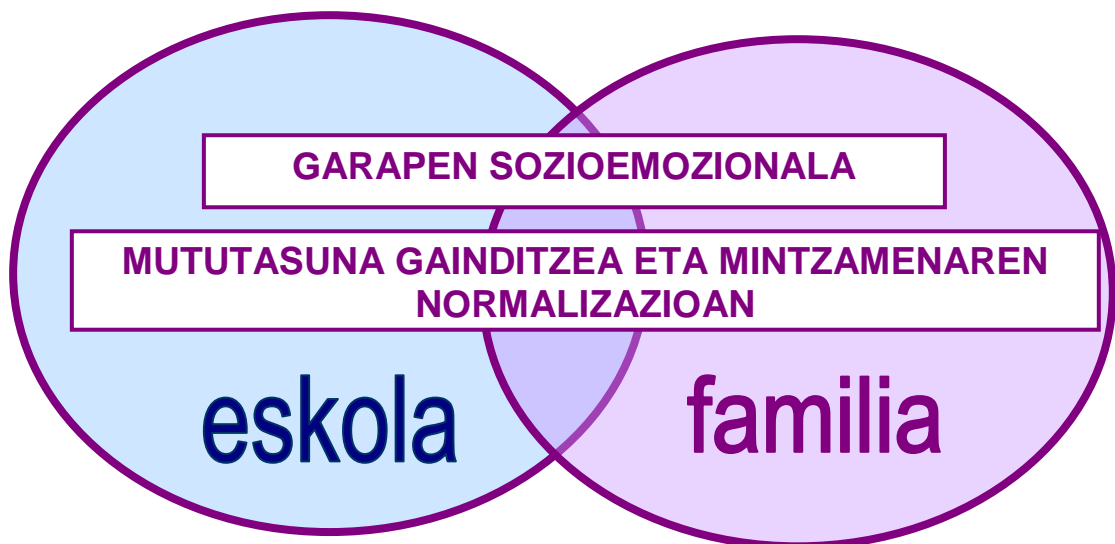 GARAPEN SOZIOEMOZIONALA
MUTUTASUNA GAINDITZEA ETA MINTZAMENAREN
NORMALIZAZIOAN
eskola
familia